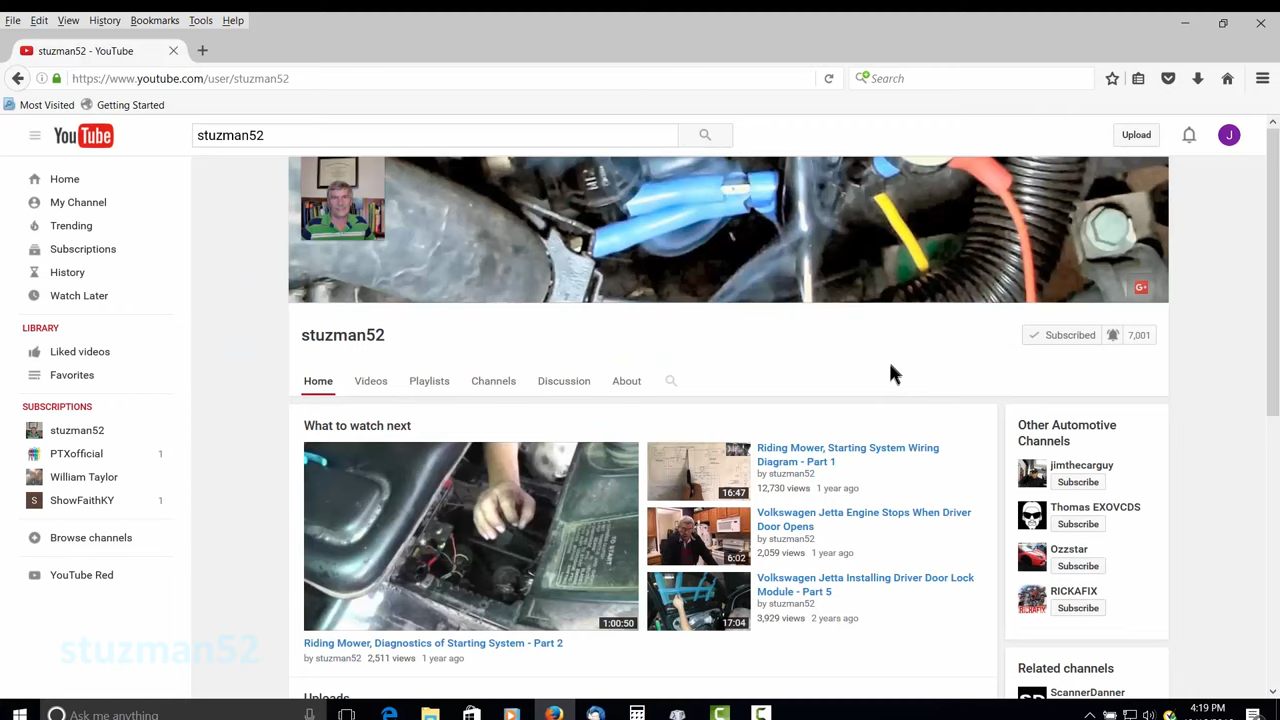 File Edit View History Bookmarks Tools Help
stuzman52 - YouTube
https://www.youtube.com/user/stuzman52
Search
Most Visited Getting Started
YouTube
stuzman52
Upload
J
Home
My Channel
Trending
Subscriptions
History
Watch Later
LIBRARY
Liked videos
Favorites
SUBSCRIPTIONS
stuzman52
PTXofficial 1
William Taylor
S ShowFaithKY 1
Browse channels
YouTube Red
stuzman52
G+
stuzman52
Subscribed 7,001
Home Videos Playlists Channels Discussion About
What to watch next
1:00:50
Riding Mower, Diagnostics of Starting System - Part 2
by stuzman52 2,511 views 1 year ago
16:47
Riding Mower, Starting System Wiring
Diagram - Part 1
by stuzman52
12,730 views 1 year ago
6:02
Volkswagen Jetta Engine Stops When Driver
Door Opens
by stuzman52
2,059 views 1 year ago
17:04
Volkswagen Jetta Installing Driver Door Lock
Module - Part 5
by stuzman52
3,929 views 2 years ago
Uploads
Other Automotive
Channels
jimthecarguy
Subscribe
Thomas EXOVCDS
Subscribe
Ozzstar
Subscribe
RICKAFIX
Subscribe
Related channels
ScannerDanner
Ask me anything
4:19 PM